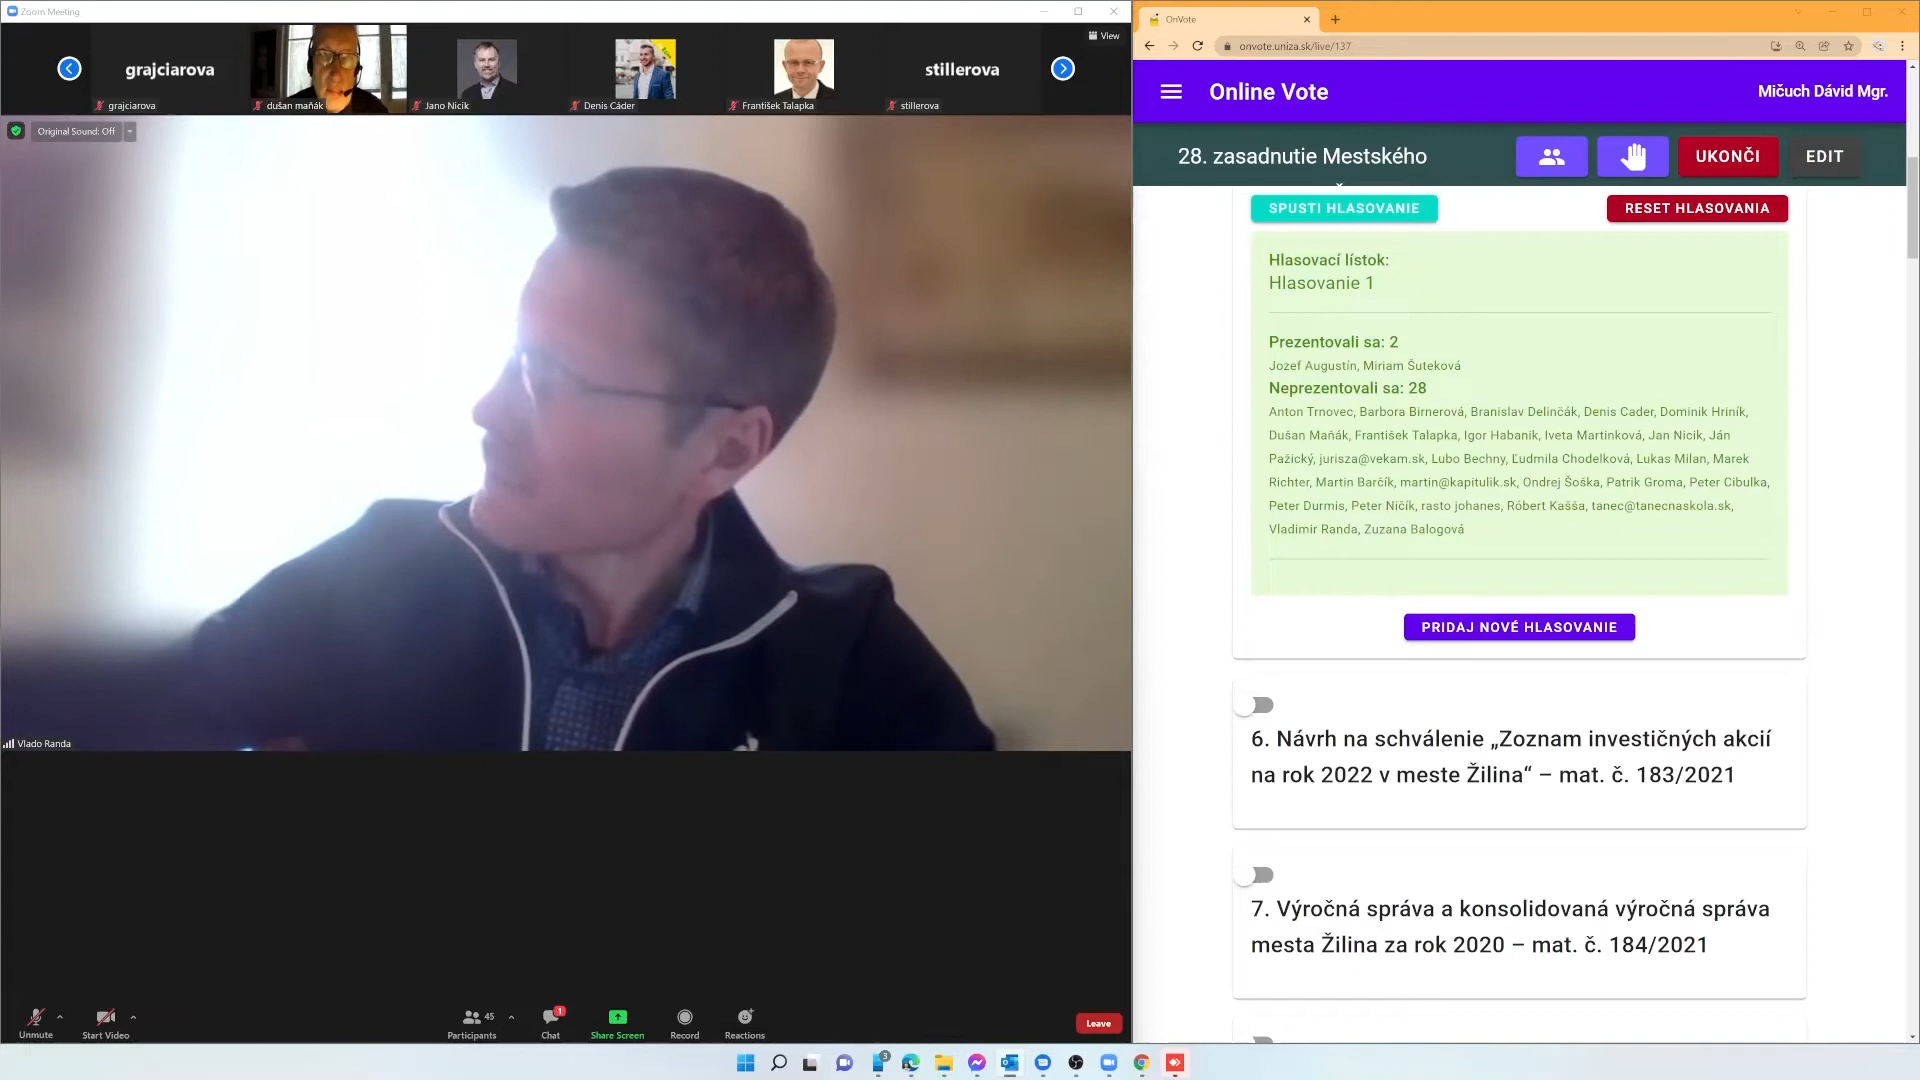 Zoom Meeting
View
grajciarova
stillerova
grajciarova
dušan maňák
Jano Nicík
Denis Cáder
František Talapka
stillerova
Original Sound: Off
Vlado Randa
Unmute
Start Video
45
Participants
1
Chat
Share Screen
Record
Reactions
Leave
OnVote
onvote.uniza.sk/live/137
Online Vote
Mičuch Dávid Mgr.
28. zasadnutie Mestského
UKONČI
EDIT
SPUSTI HLASOVANIE
RESET HLASOVANIA
Hlasovací lístok:
Hlasovanie 1
Prezentovali sa: 2
Jozef Augustín, Miriam Šuteková
Neprezentovali sa: 28
Anton Trnovec, Barbora Birnerová, Branislav Delinčák, Denis Cader, Dominik Hriník,
Dušan Maňák, František Talapka, Igor Habanik, Iveta Martinková, Jan Nicik, Ján
Pažický, jurisza@vekam.sk, Lubo Bechny, Ľudmila Chodelková, Lukas Milan, Marek
Richter, Martin Barčík, martin@kapitulik.sk, Ondrej Šoška, Patrik Groma, Peter Cibulka,
Peter Durmis, Peter Ničík, rasto johanes, Róbert Kašša, tanec@tanecnaskola.sk,
Vladimir Randa, Zuzana Balogová
PRIDAJ NOVÉ HLASOVANIE
6. Návrh na schválenie „Zoznam investičných akcií
na rok 2022 v meste Žilina“ – mat. č. 183/2021
7. Výročná správa a konsolidovaná výročná správa
mesta Žilina za rok 2020 – mat. č. 184/2021
3